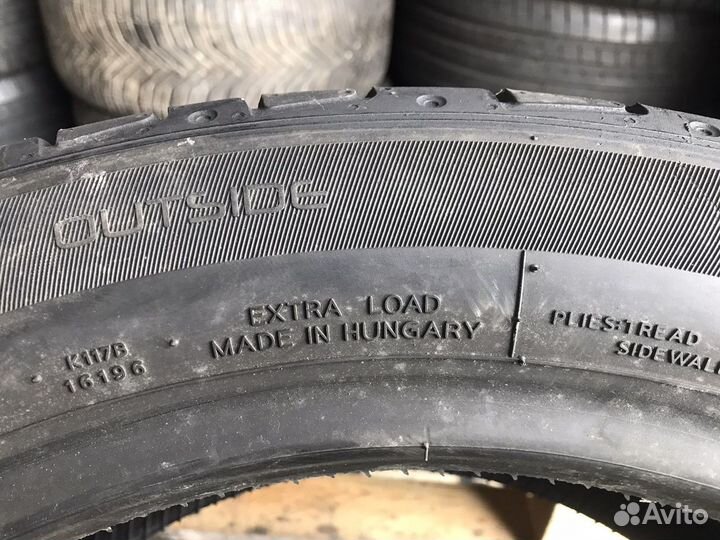 OUTSIDE
EXTRA LOAD
MADE IN HUNGARY
K117B
16196
PLIES:TREAD
SIDEWAL
Avito